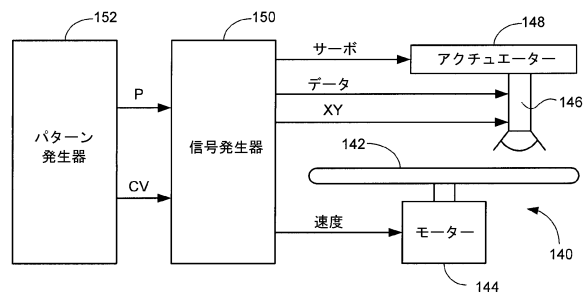 152
150
148
サーボ
アクチュエーター
データ
146
P
XY
パターン
発生器
信号発生器
142
CV
速度
モーター
140
144